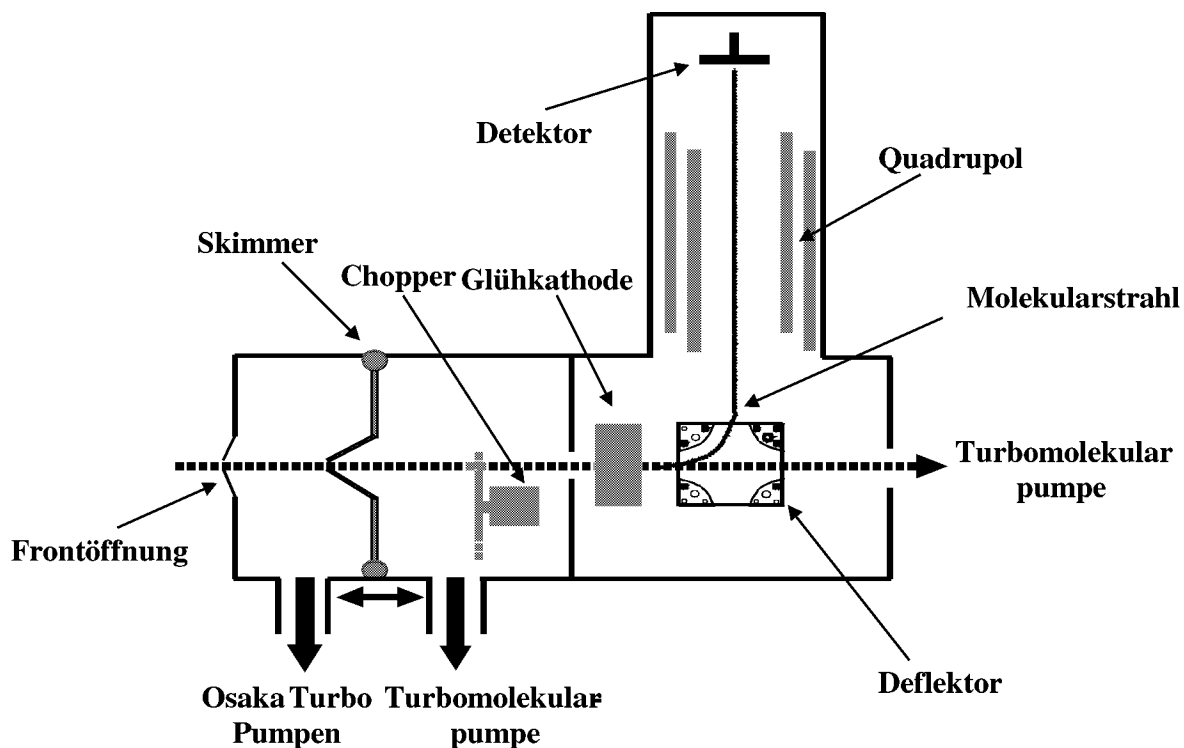 Detektor
Quadrupol
Skimmer
Chopper
Glühkathode
Molekularstrahl
Turbomolekular
pumpe
Frontöffnung
Deflektor
Osaka Turbo
Pumpen
Turbomolekular-
pumpe